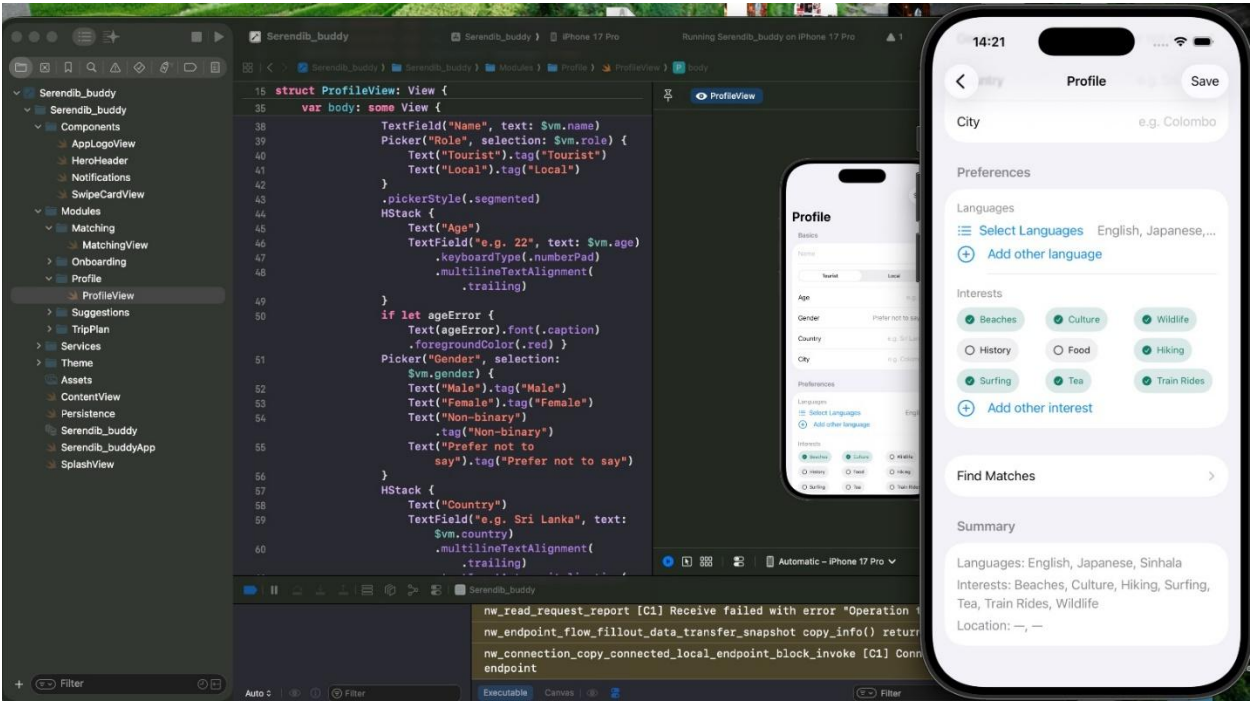 Serendib_buddy
Serendib_buddy
iPhone 17 Pro
Running Serendib_buddy on iPhone 17 Pro
1
Serendib_buddy
Serendib_buddy
Modules
Profile
ProfileView
body
Serendib_buddy
Serendib_buddy
Components
AppLogoView
HeroHeader
Notifications
SwipeCardView
Modules
Matching
MatchingView
Onboarding
Profile
ProfileView
Suggestions
TripPlan
Services
Theme
Assets
ContentView
Persistence
Serendib_buddy
Serendib_buddyApp
SplashView
Filter
15 struct ProfileView: View {
35 var body: some View {
38 TextField("Name", text: $vm.name)
39 Picker("Role", selection: $vm.role) {
40 Text("Tourist").tag("Tourist")
41 Text("Local").tag("Local")
42 }
43 .pickerStyle(.segmented)
44 HStack {
45 Text("Age")
46 TextField("e.g. 22", text: $vm.age)
47 .keyboardType(.numberPad)
48 .multilineTextAlignment(
.trailing)
49 }
50 if let ageError {
Text(ageError).font(.caption)
.foregroundColor(.red) }
51 Picker("Gender", selection:
$vm.gender) {
52 Text("Male").tag("Male")
53 Text("Female").tag("Female")
54 Text("Non-binary")
.tag("Non-binary")
55 Text("Prefer not to
say").tag("Prefer not to say")
56 }
57 HStack {
58 Text("Country")
59 TextField("e.g. Sri Lanka", text:
$vm.country)
60 .multilineTextAlignment(
.trailing)
ProfileView
Profile
Basics
Name
Tourist Local
Age e.g.
Gender Prefer not to say
Country e.g. Sri Lan
City e.g. Colom
Preferences
Languages
Select Languages Engli
Add other language
Interests
Beaches Culture Wildlife
History Food Hiking
Surfing Tea Train Rides
Automatic – iPhone 17 Pro
Serendib_buddy
nw_read_request_report [C1] Receive failed with error "Operation t
nw_endpoint_flow_fillout_data_transfer_snapshot copy_info() return
nw_connection_copy_connected_local_endpoint_block_invoke [C1] Conn
endpoint
Auto
Filter
Executable
Canvas
Filter
14:21
Profile
Save
City e.g. Colombo
Preferences
Languages
Select Languages English, Japanese,...
Add other language
Interests
Beaches Culture Wildlife
History Food Hiking
Surfing Tea Train Rides
Add other interest
Find Matches
Summary
Languages: English, Japanese, Sinhala
Interests: Beaches, Culture, Hiking, Surfing,
Tea, Train Rides, Wildlife
Location: —, —